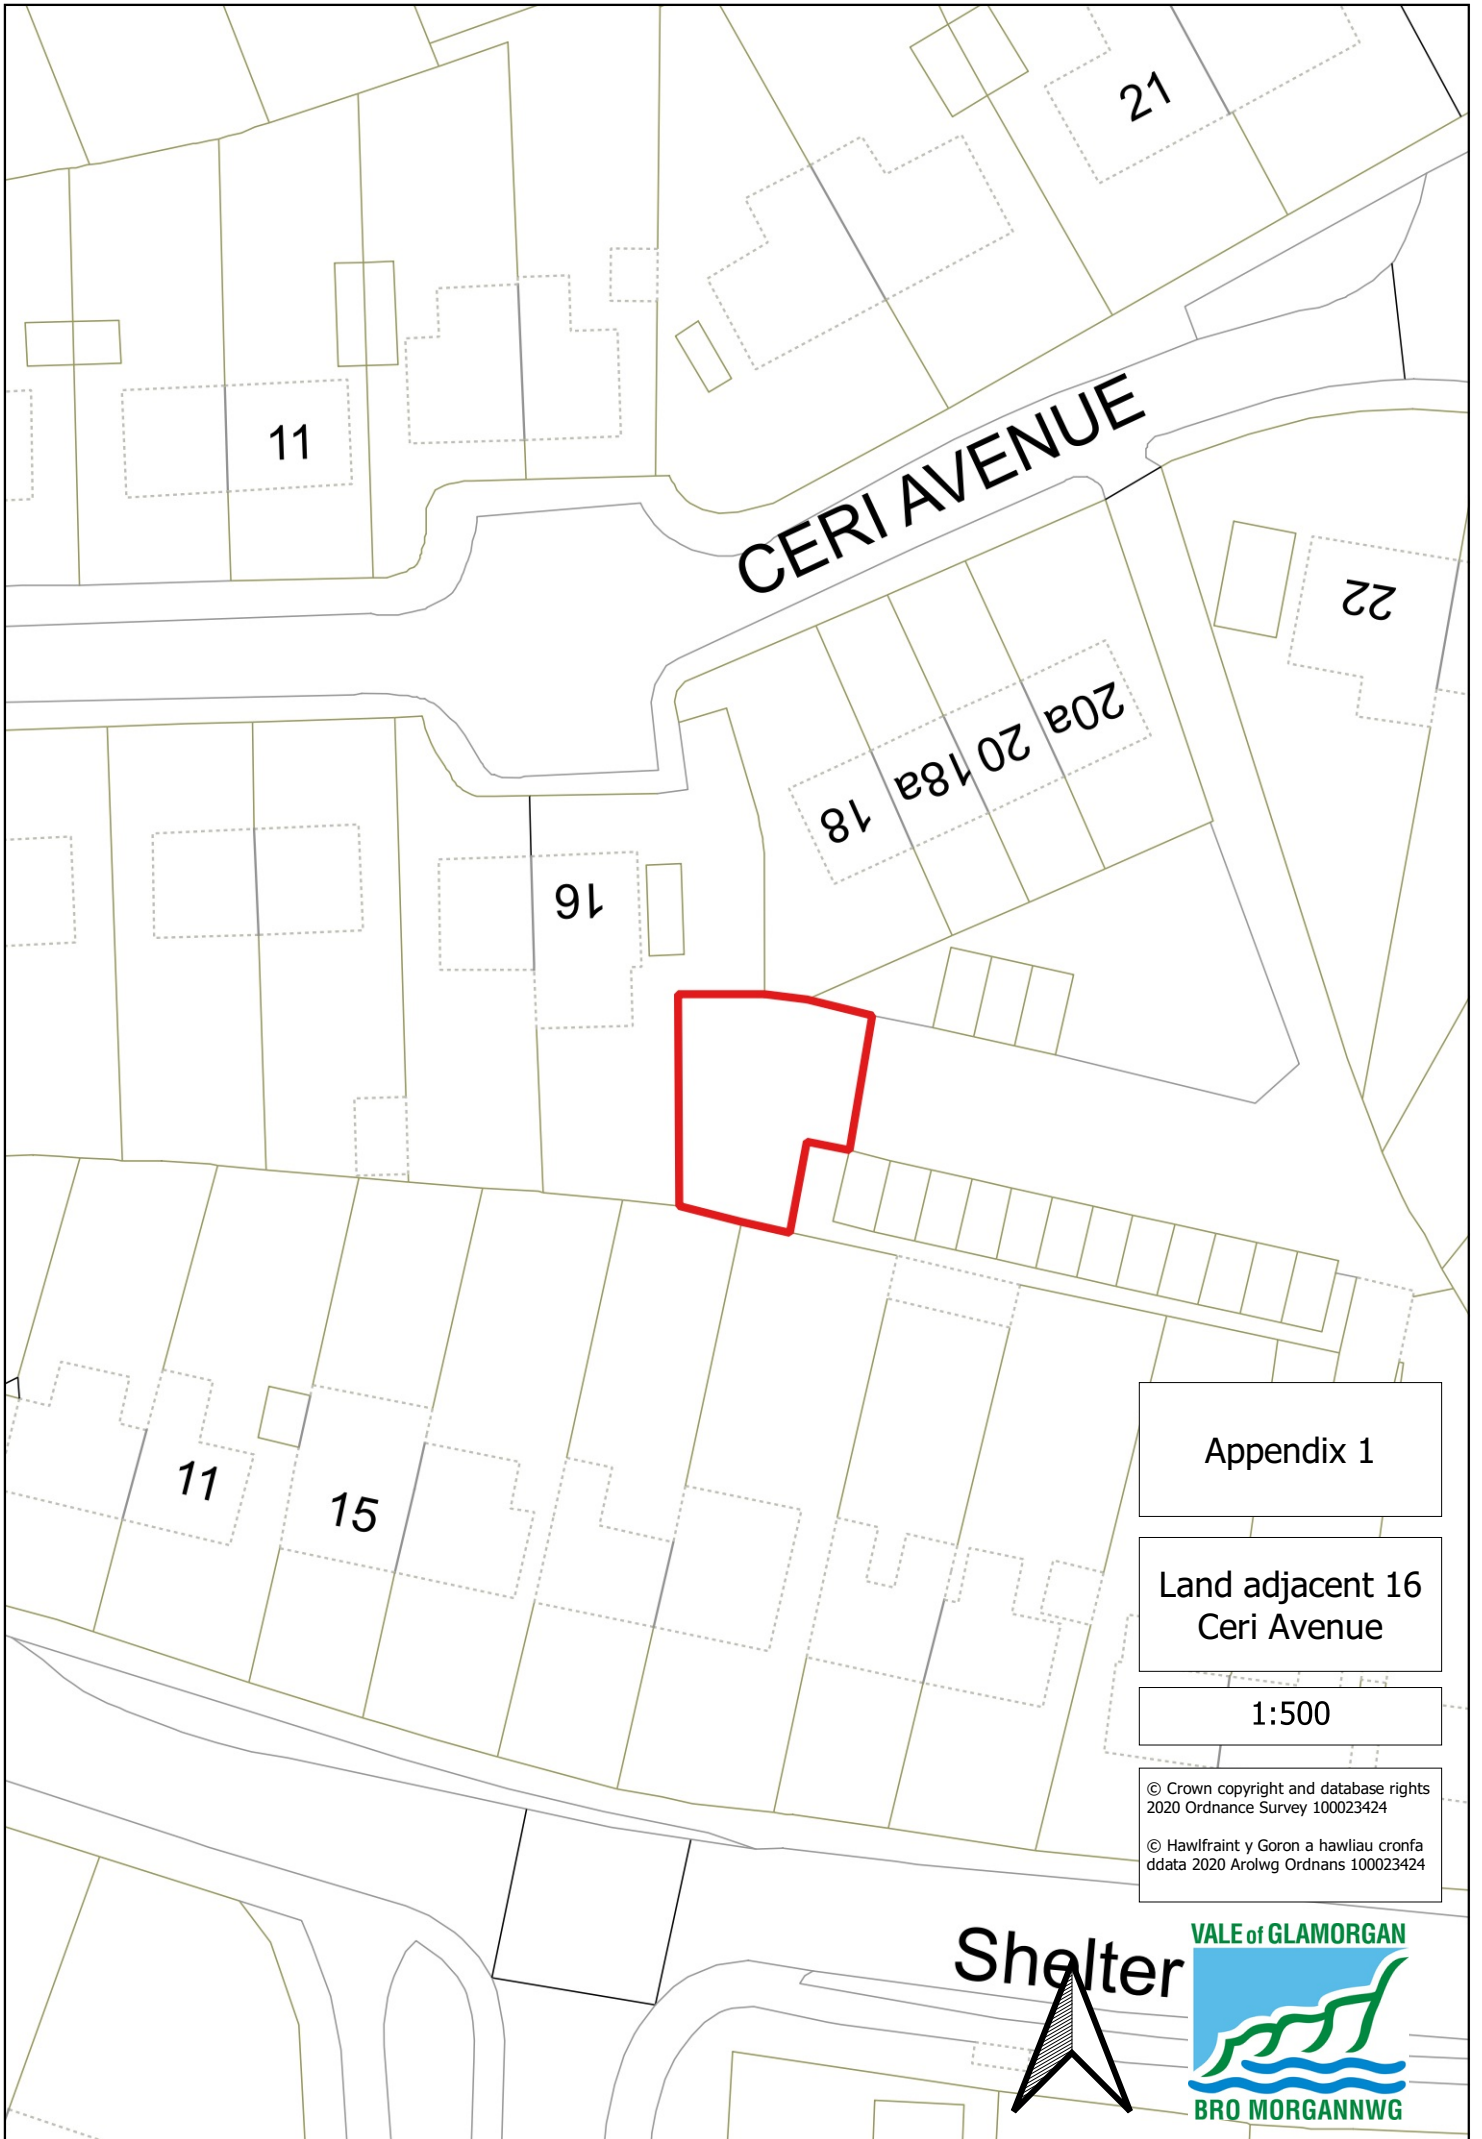 21
11
CERI AVENUE
22
20a
20
18a
18
16
11
15
Appendix 1
Land adjacent 16
Ceri Avenue
1:500
© Crown copyright and database rights
2020 Ordnance Survey 100023424
© Hawlfraint y Goron a hawliau cronfa
ddata 2020 Arolwg Ordnans 100023424
Shelter
VALE of GLAMORGAN
BRO MORGANNWG